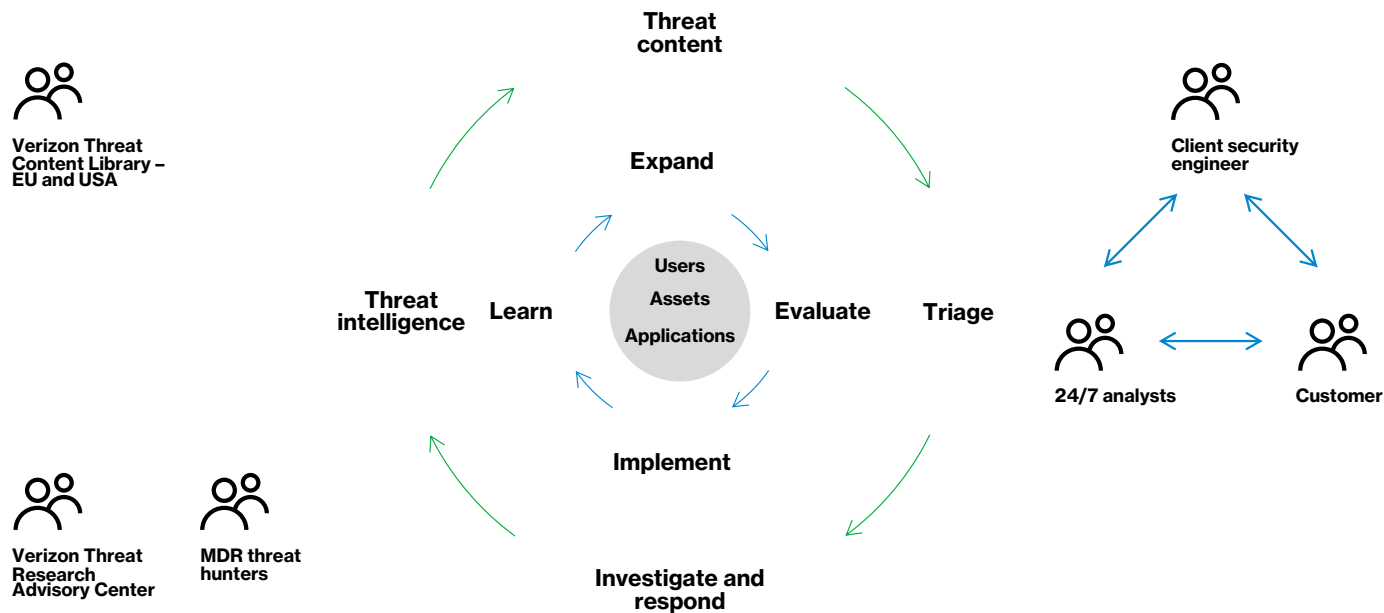 Threat
content
Verizon Threat
Content Library –
EU and USA
Client security
engineer
Expand
Users
Assets
Applications
Threat
intelligence
Learn
Evaluate
Triage
24/7 analysts
Customer
Implement
Verizon Threat
Research
Advisory Center
MDR threat
hunters
Investigate and
respond